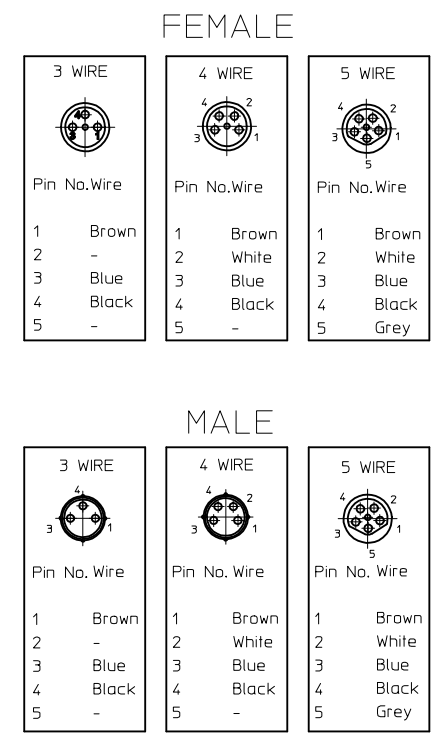 FEMALE
3 WIRE
4
3 1
Pin No.Wire
1 Brown
2 -
3 Blue
4 Black
5 -
4 WIRE
4 2
3 1
Pin No.Wire
1 Brown
2 White
3 Blue
4 Black
5 -
5 WIRE
4 2
3 1
5
Pin No.Wire
1 Brown
2 White
3 Blue
4 Black
5 Grey
MALE
3 WIRE
4
3 1
Pin No. Wire
1 Brown
2 -
3 Blue
4 Black
5 -
4 WIRE
4 2
3 1
Pin No. Wire
1 Brown
2 White
3 Blue
4 Black
5 -
5 WIRE
4 2
3 1
5
Pin No. Wire
1 Brown
2 White
3 Blue
4 Black
5 Grey